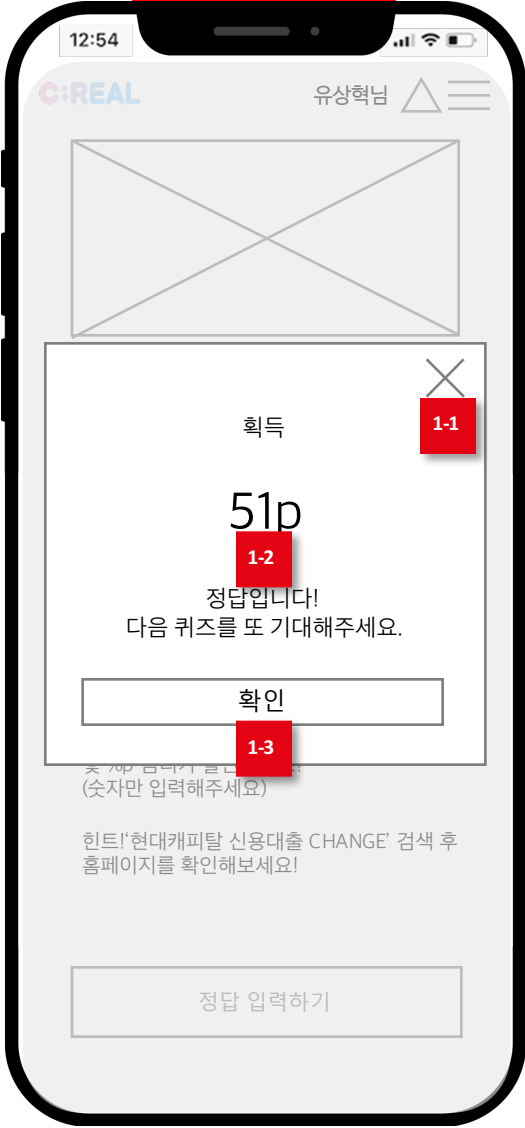 12:54
C:REAL
유상혁님
1-1
획득
51p
1-2
정답입니다!
다음 퀴즈를 또 기대해주세요.
확인
1-3
(숫자만 입력해주세요)
힌트!‘현대캐피탈 신용대출 CHANGE’ 검색 후
홈페이지를 확인해보세요!
정답 입력하기